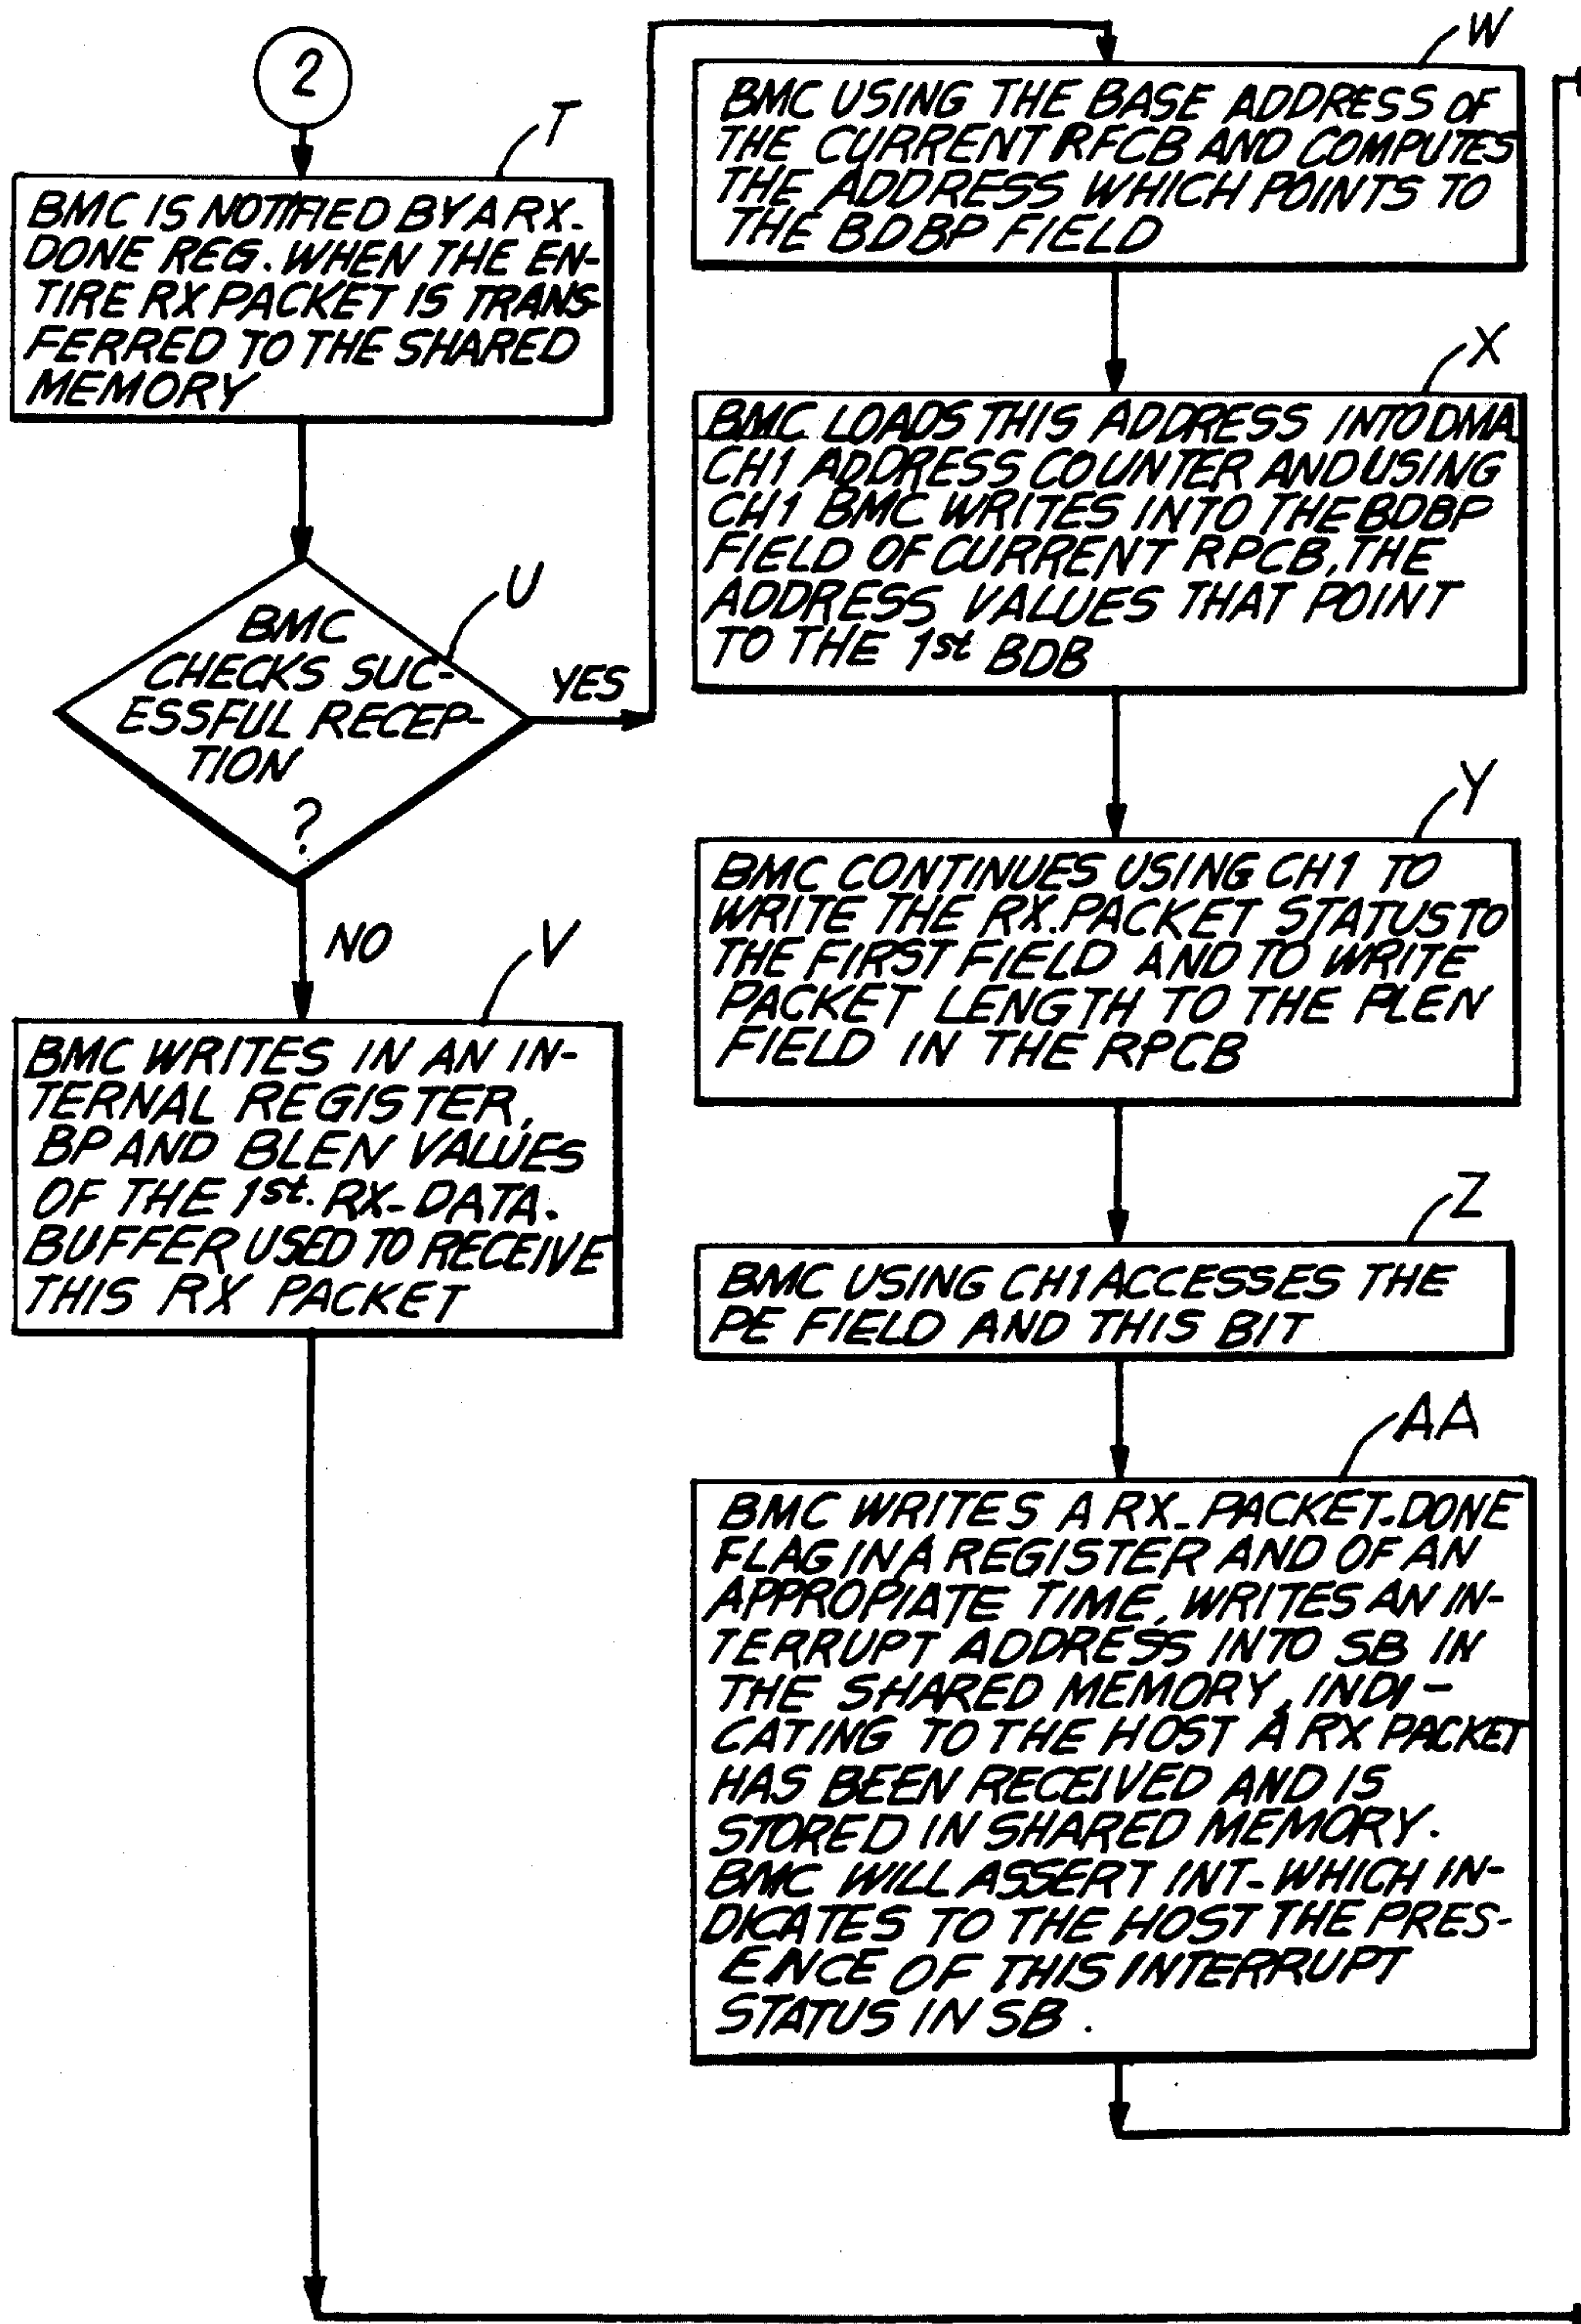 2
T
BMC IS NOTIFIED BY A RX-
DONE REG. WHEN THE EN-
TIRE RX PACKET IS TRANS-
FERRED TO THE SHARED
MEMORY
U
BMC
CHECKS SUC-
ESSFUL RECEP-
TION
?
YES
NO
V
BMC WRITES IN AN IN-
TERNAL REGISTER,
BP AND BLEN VALUES
OF THE 1st. RX-DATA-
BUFFER USED TO RECEIVE
THIS RX PACKET
W
BMC USING THE BASE ADDRESS OF
THE CURRENT RFCB AND COMPUTES
THE ADDRESS WHICH POINTS TO
THE BDBP FIELD
X
BMC LOADS THIS ADDRESS INTO DMA
CH1 ADDRESS COUNTER AND USING
CH1 BMC WRITES INTO THE BDBP
FIELD OF CURRENT RPCB, THE
ADDRESS VALUES THAT POINT
TO THE 1st BDB
Y
BMC CONTINUES USING CH1 TO
WRITE THE RX. PACKET STATUS TO
THE FIRST FIELD AND TO WRITE
PACKET LENGTH TO THE PLEN
FIELD IN THE RPCB
Z
BMC USING CH1 ACCESSES THE
PE FIELD AND THIS BIT
AA
BMC WRITES A RX-PACKET-DONE
FLAG IN A REGISTER AND OF AN
APPROPIATE TIME, WRITES AN IN-
TERRUPT ADDRESS INTO SB IN
THE SHARED MEMORY, INDI-
CATING TO THE HOST A RX PACKET
HAS BEEN RECEIVED AND IS
STORED IN SHARED MEMORY.
BMC WILL ASSERT INT-WHICH IN-
DICATES TO THE HOST THE PRES-
ENCE OF THIS INTERRUPT
STATUS IN SB.